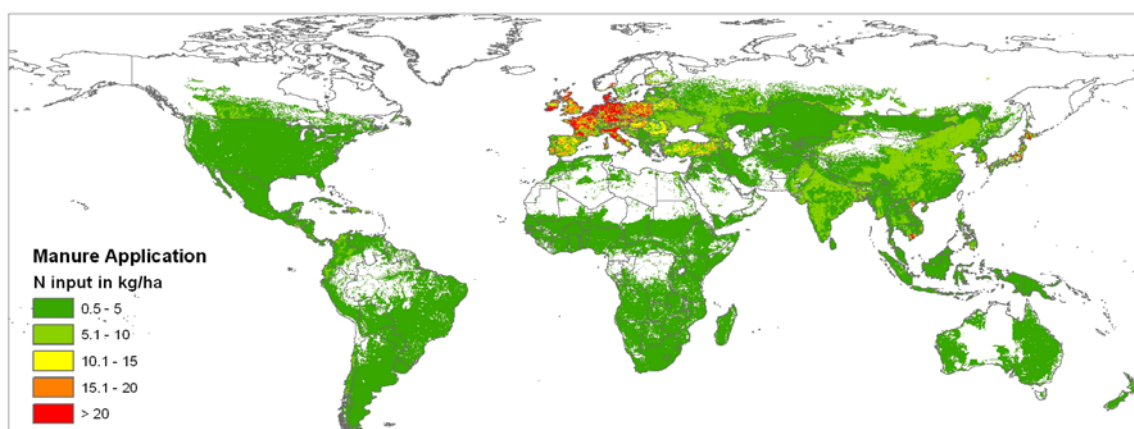 Manure Application
N input in kg/ha
0.5 - 5
5.1 - 10
10.1 - 15
15.1 - 20
> 20